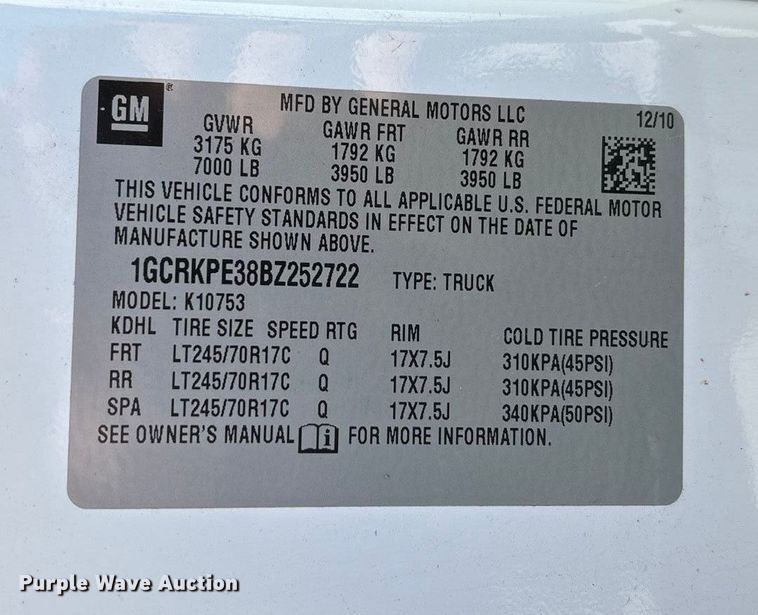 GM®
MFD BY GENERAL MOTORS LLC 12/10
GVWR GAWR FRT GAWR RR
3175 KG 1792 KG 1792 KG
7000 LB 3950 LB 3950 LB
THIS VEHICLE CONFORMS TO ALL APPLICABLE U.S. FEDERAL MOTOR
VEHICLE SAFETY STANDARDS IN EFFECT ON THE DATE OF
MANUFACTURE SHOWN ABOVE.
1GCRKPE38BZ252722 TYPE: TRUCK
MODEL: K10753
KDHL TIRE SIZE SPEED RTG RIM COLD TIRE PRESSURE
FRT LT245/70R17C Q 17X7.5J 310KPA(45PSI)
RR LT245/70R17C Q 17X7.5J 310KPA(45PSI)
SPA LT245/70R17C Q 17X7.5J 340KPA(50PSI)
SEE OWNER'S MANUAL i FOR MORE INFORMATION.
Purple Wave Auction